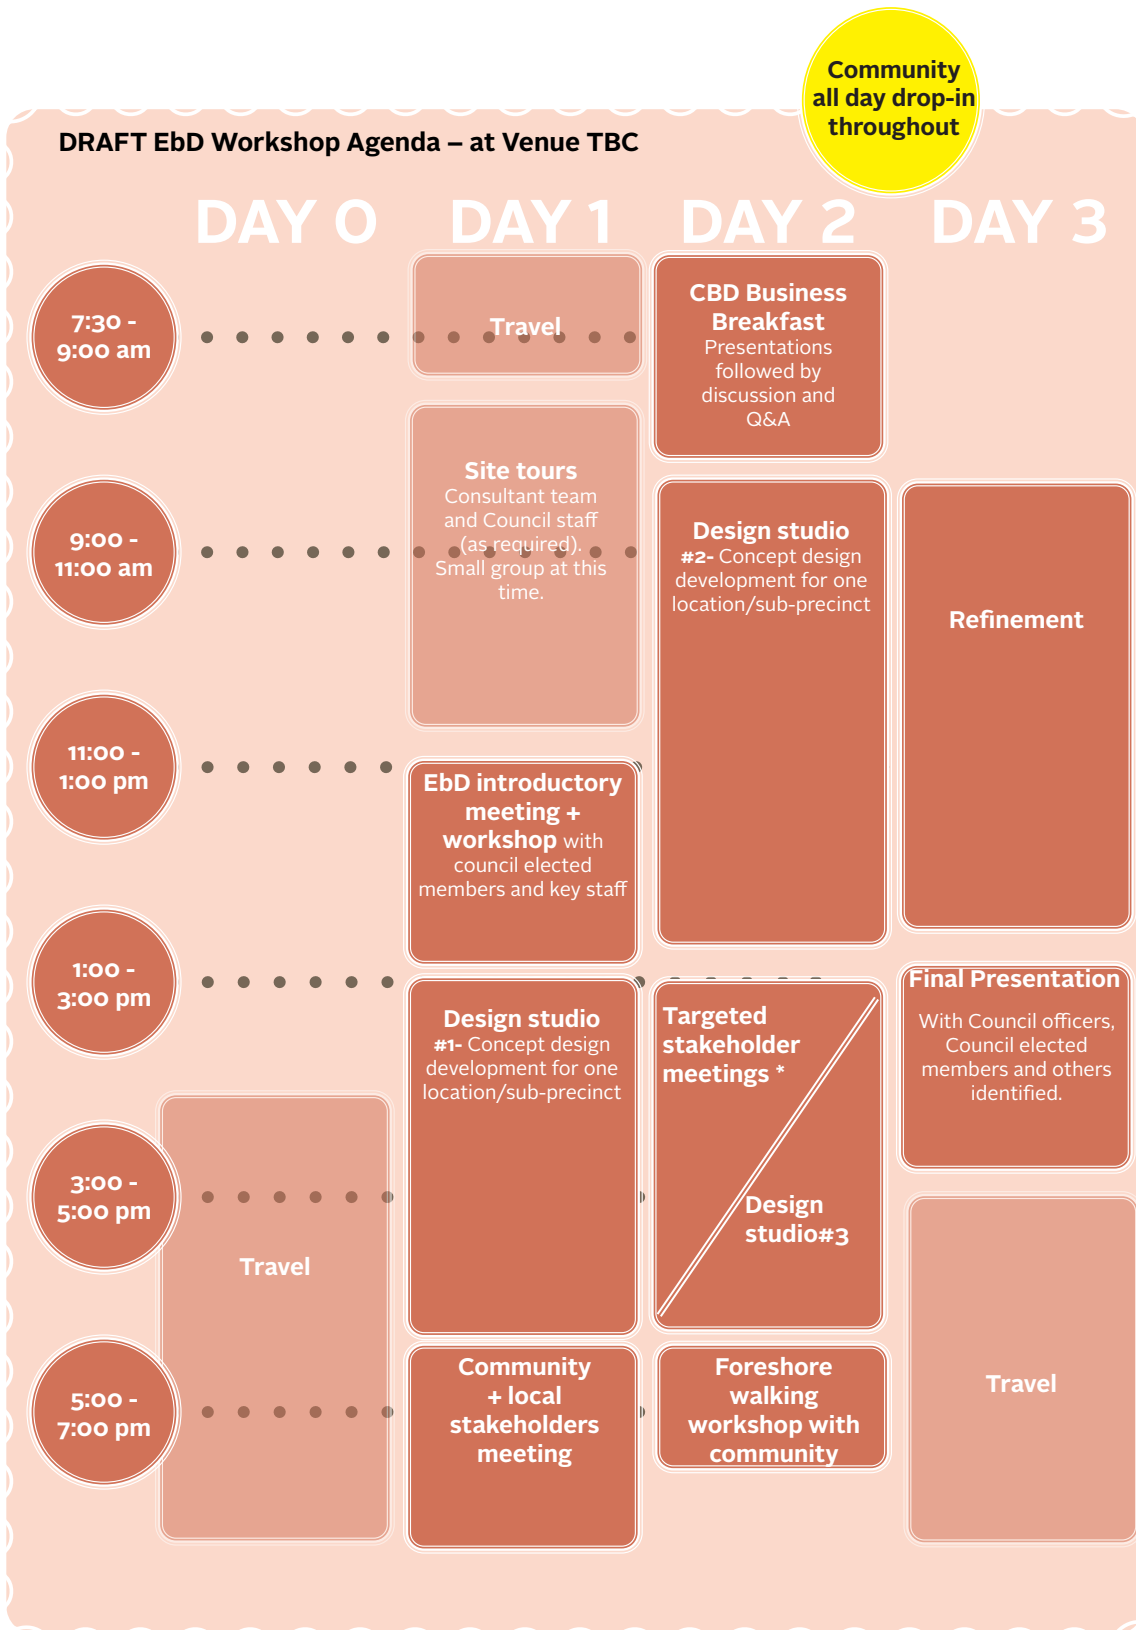 Community
all day drop-in
throughout
DRAFT EbD Workshop Agenda – at Venue TBC
DAY 0
DAY 1
DAY 2
DAY 3
7:30 -
9:00 am
Travel
CBD Business
Breakfast
Presentations
followed by
discussion and
Q&A
9:00 -
11:00 am
Site tours
Consultant team
and Council staff
(as required).
Small group at this
time.
Design studio
#2- Concept design
development for one
location/sub-precinct
Refinement
11:00 -
1:00 pm
EbD introductory
meeting +
workshop with
council elected
members and key staff
1:00 -
3:00 pm
Design studio
#1- Concept design
development for one
location/sub-precinct
Targeted
stakeholder
meetings *
Design
studio#3
Final Presentation
With Council officers,
Council elected
members and others
identified.
3:00 -
5:00 pm
Travel
5:00 -
7:00 pm
Community
+ local
stakeholders
meeting
Foreshore
walking
workshop with
community
Travel